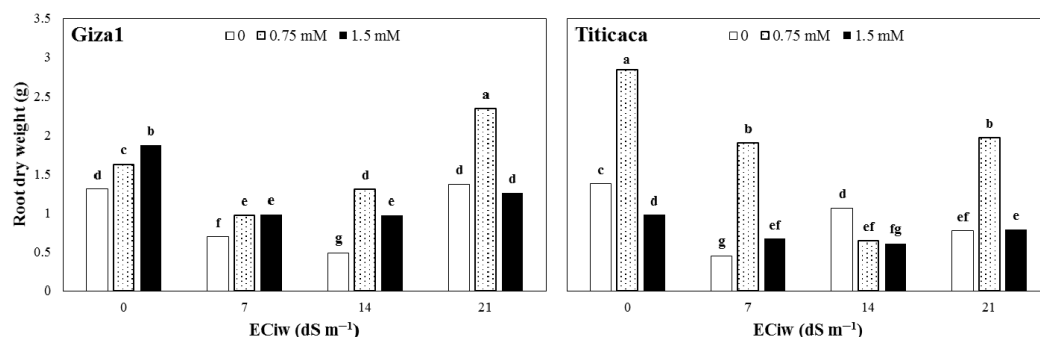 Giza1
0 0.75 mM 1.5 mM
Titicaca
0 0.75 mM 1.5 mM
Root dry weight (g)
3.5
3
2.5
2
1.5
1
0.5
0
d c b
f e e
g d e
d a d
c a d
g b ef
d ef fg
ef b e
0 7 14 21
0 7 14 21
ECiw (dS m⁻¹)
ECiw (dS m⁻¹)